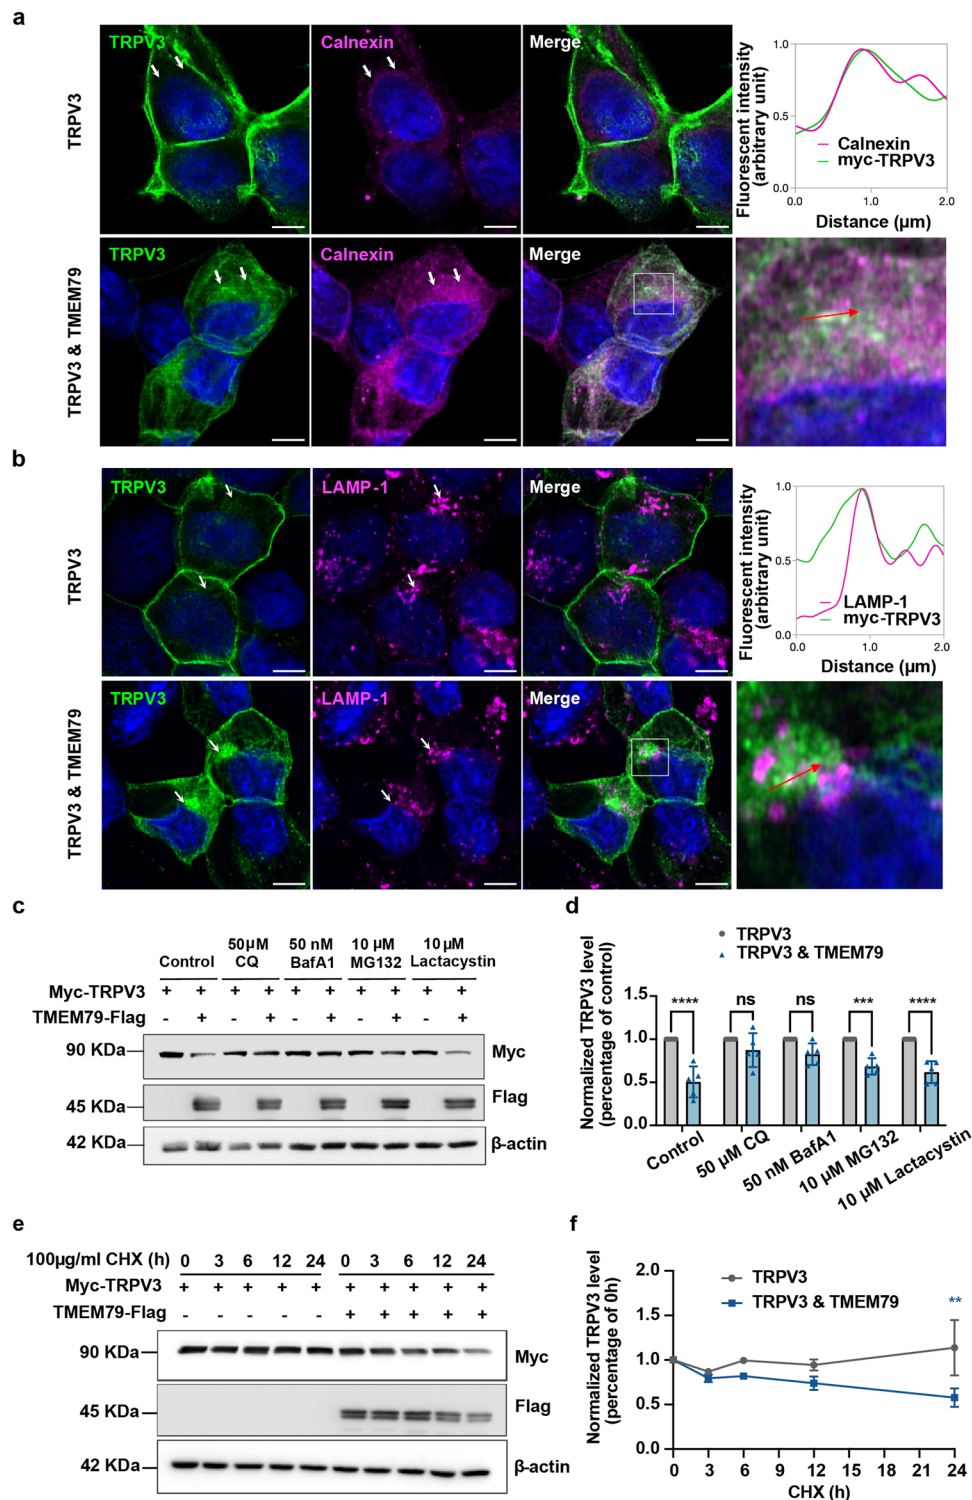 a
TRPV3
TRPV3
Calnexin
Merge
Fluorescent intensity
(arbitrary unit)
1.0
0.5
0.0
Calnexin
myc-TRPV3
0.0
1.0
2.0
Distance (µm)
TRPV3 & TMEM79
TRPV3
Calnexin
Merge
b
TRPV3
TRPV3
LAMP-1
Merge
Fluorescent intensity
(arbitrary unit)
1.0
0.5
0.0
LAMP-1
myc-TRPV3
0.0
1.0
2.0
Distance (µm)
TRPV3 & TMEM79
TRPV3
LAMP-1
Merge
c
Control
50µM CQ
50 nM BafA1
10 µM MG132
10 µM Lactacystin
Myc-TRPV3 + + + + + + + + + +
TMEM79-Flag - + - + - + - + - +
90 KDa
Myc
45 KDa
Flag
42 KDa
β-actin
d
TRPV3
TRPV3 & TMEM79
Normalized TRPV3 level
(percentage of control)
1.5
1.0
0.5
0.0
**** ns ns *** ****
Control
50 µM CQ
50 nM BafA1
10 µM MG132
10 µM Lactacystin
e
100µg/ml CHX (h) 0 3 6 12 24 0 3 6 12 24
Myc-TRPV3 + + + + + + + + + +
TMEM79-Flag - - - - - + + + + +
90 KDa
Myc
45 KDa
Flag
42 KDa
β-actin
f
TRPV3
TRPV3 & TMEM79
**
Normalized TRPV3 level
(percentage of 0h)
2.0
1.5
1.0
0.5
0.0
0 3 6 9 12 15 18 21 24
CHX (h)